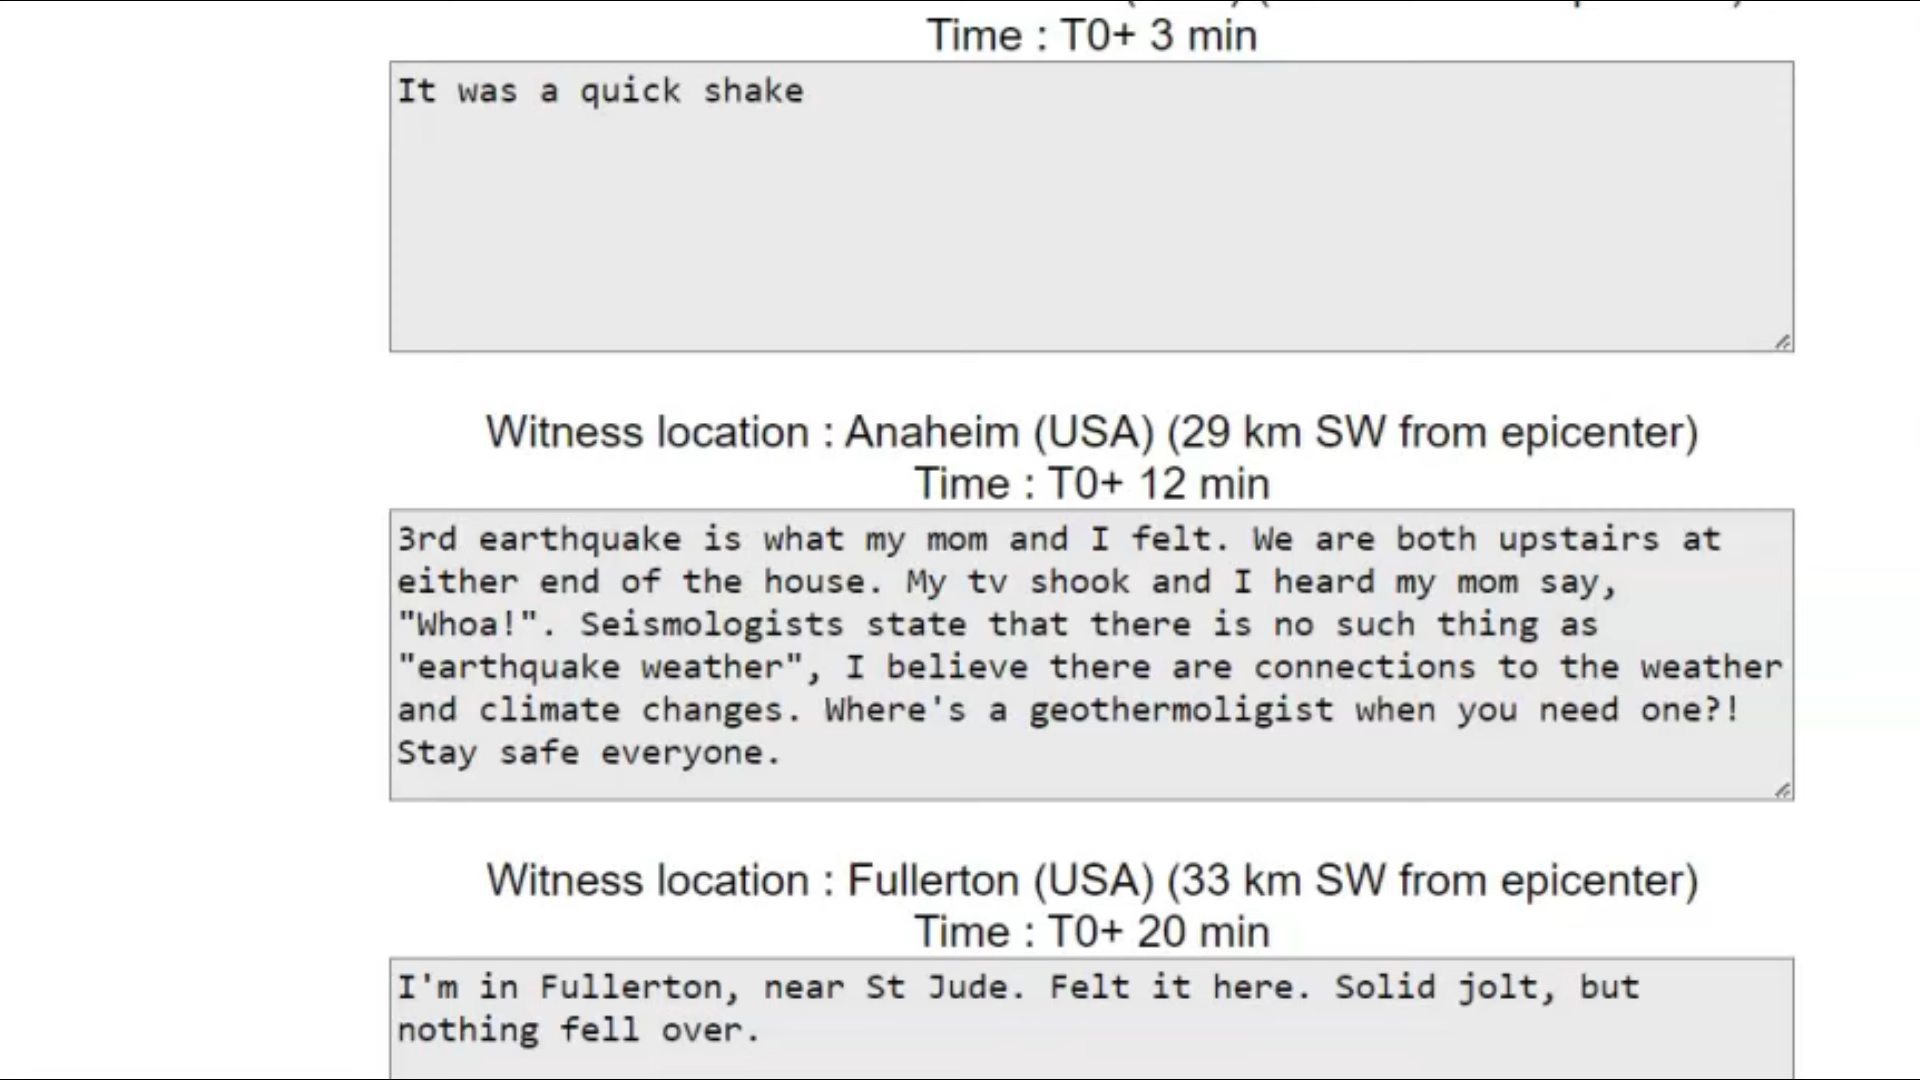 Time : T0+ 3 min
It was a quick shake
Witness location : Anaheim (USA) (29 km SW from epicenter)
Time : T0+ 12 min
3rd earthquake is what my mom and I felt. We are both upstairs at
either end of the house. My tv shook and I heard my mom say,
"Whoa!". Seismologists state that there is no such thing as
"earthquake weather", I believe there are connections to the weather
and climate changes. Where's a geothermoligist when you need one?!
Stay safe everyone.
Witness location : Fullerton (USA) (33 km SW from epicenter)
Time : T0+ 20 min
I'm in Fullerton, near St Jude. Felt it here. Solid jolt, but
nothing fell over.